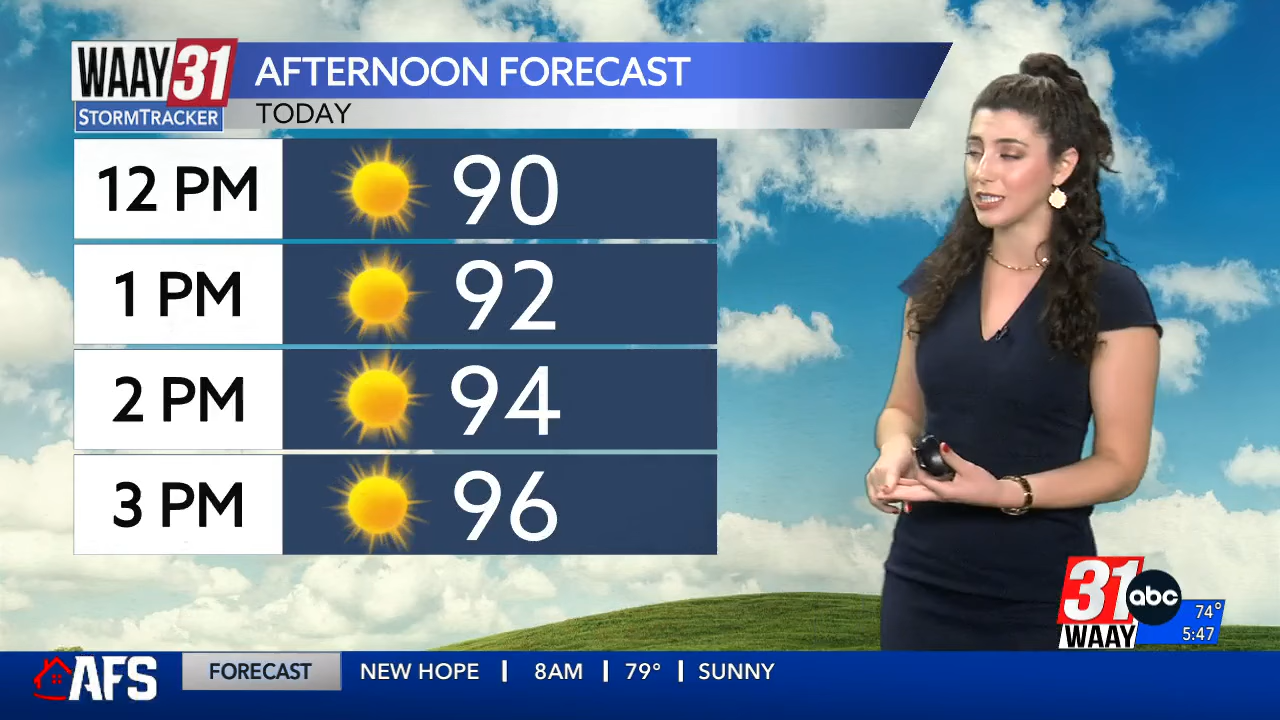 WAAY 31
STORMTRACKER
AFTERNOON FORECAST
TODAY
12 PM 90
1 PM 92
2 PM 94
3 PM 96
31 abc
WAAY
74°
5:47
AFS FORECAST NEW HOPE | 8AM | 79° | SUNNY